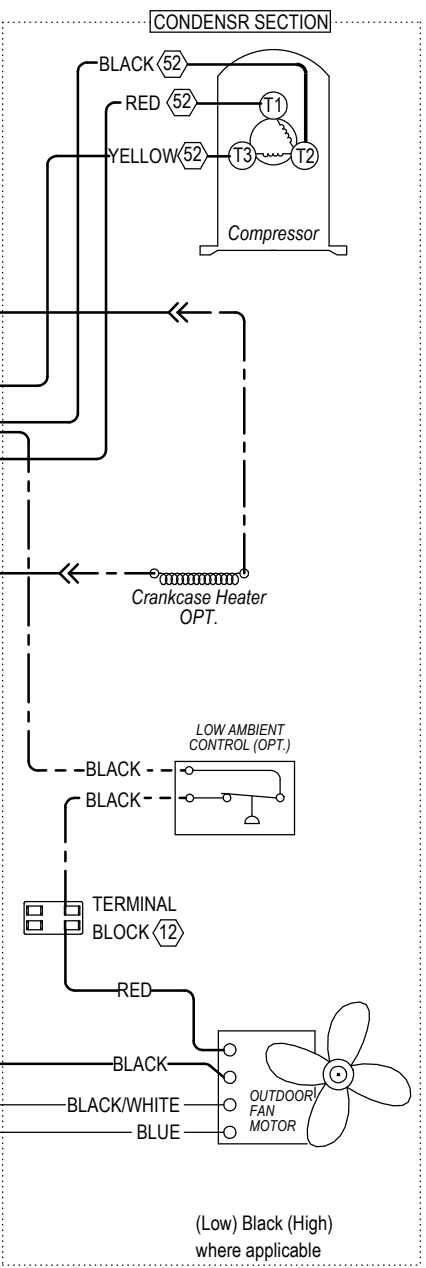 CONDENSR SECTION
BLACK 52
RED 52 T1
YELLOW 52 T3 T2
Compressor
Crankcase Heater
OPT.
LOW AMBIENT
CONTROL (OPT.)
BLACK
BLACK
TERMINAL
BLOCK 12
RED
BLACK
BLACK/WHITE
BLUE
OUTDOOR
FAN
MOTOR
(Low) Black (High)
where applicable